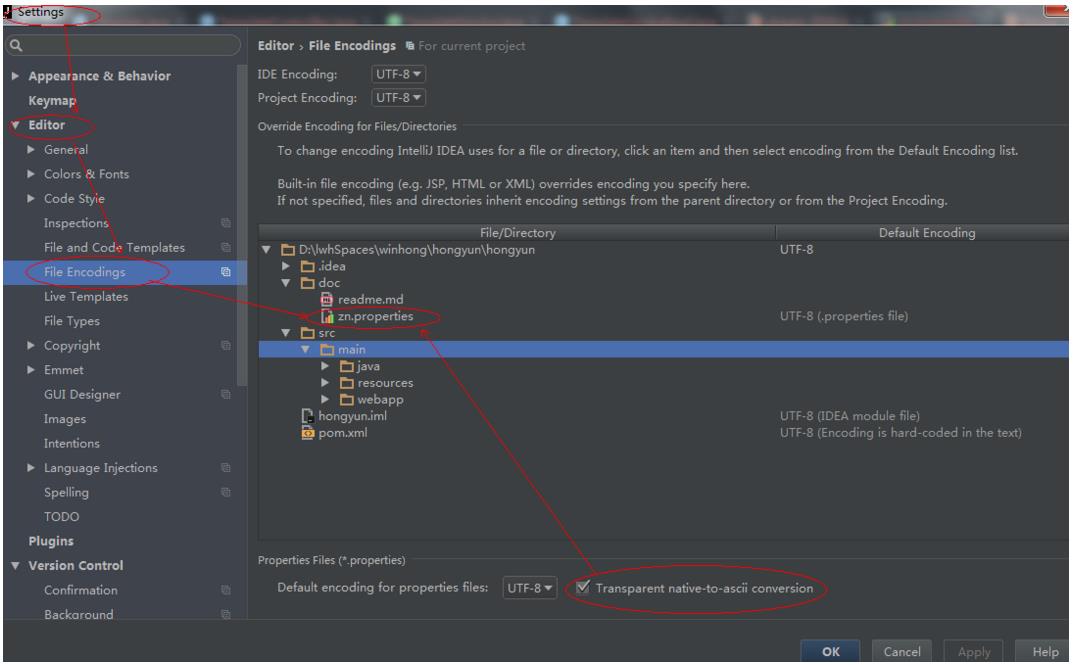 Settings
Appearance & Behavior
Keymap
Editor
General
Colors & Fonts
Code Style
Inspections
File and Code Templates
File Encodings
Live Templates
File Types
Copyright
Emmet
GUI Designer
Images
Intentions
Language Injections
Spelling
TODO
Plugins
Version Control
Confirmation
Background
Editor › File Encodings For current project
IDE Encoding: UTF-8
Project Encoding: UTF-8
Override Encoding for Files/Directories
To change encoding IntelliJ IDEA uses for a file or directory, click an item and then select encoding from the Default Encoding list.
Built-in file encoding (e.g. JSP, HTML or XML) overrides encoding you specify here.
If not specified, files and directories inherit encoding settings from the parent directory or from the Project Encoding.
File/Directory Default Encoding
D:\lwhSpaces\winhong\hongyun\hongyun UTF-8
.idea
doc
readme.md
zn.properties UTF-8 (.properties file)
src
main
java
resources
webapp
hongyun.iml UTF-8 (IDEA module file)
pom.xml UTF-8 (Encoding is hard-coded in the text)
Properties Files (*.properties)
Default encoding for properties files: UTF-8 Transparent native-to-ascii conversion
OK Cancel Apply Help